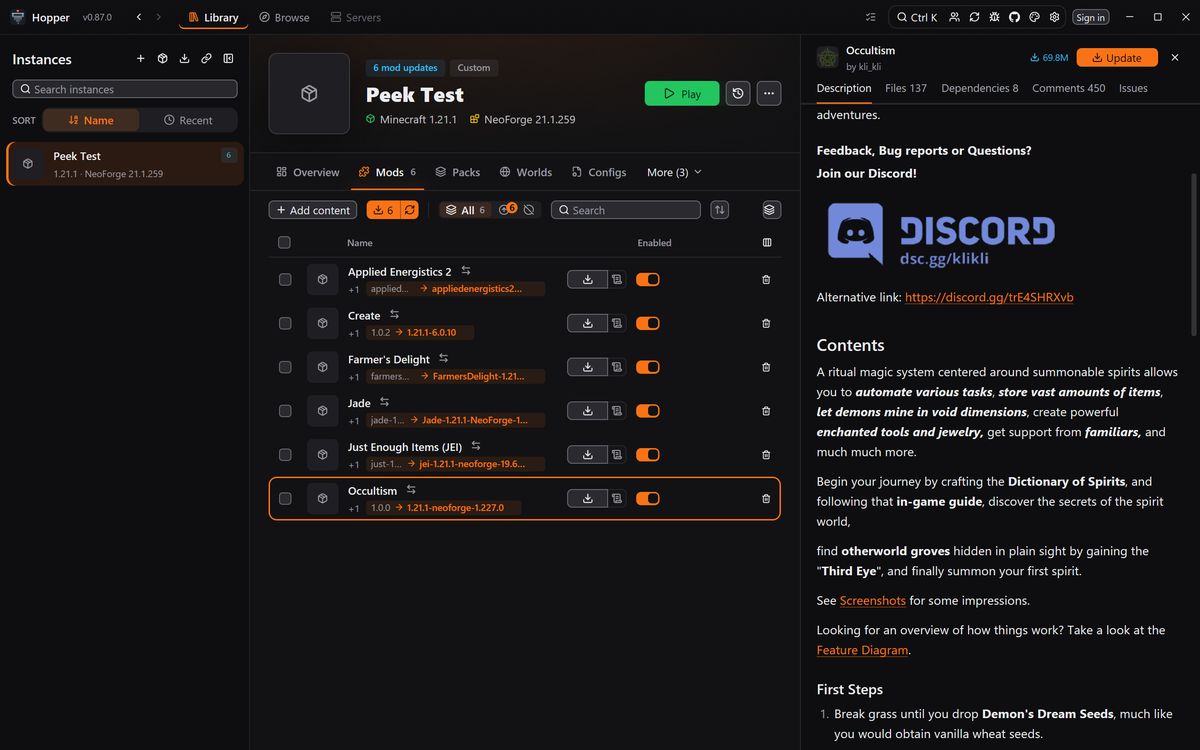 Hopper v0.87.0 Library Browse Servers Ctrl K Sign in
Instances
Search instances
SORT Name Recent
Peek Test 6
1.21.1 · NeoForge 21.1.259
6 mod updates Custom
Peek Test
Minecraft 1.21.1 NeoForge 21.1.259
Play
Overview Mods 6 Packs Worlds Configs More (3)
+ Add content 6 All 6 6 Search
Name Enabled
Applied Energistics 2
+1 applied... → appliedenergistics2...
Create
+1 1.0.2 → 1.21.1-6.0.10
Farmer's Delight
+1 farmers... → FarmersDelight-1.21...
Jade
+1 jade-1... → Jade-1.21.1-NeoForge-1...
Just Enough Items (JEI)
+1 just-1... → jei-1.21.1-neoforge-19.6...
Occultism
+1 1.0.0 → 1.21.1-neoforge-1.227.0
Occultism
by kli_kli
69.8M Update
Description Files 137 Dependencies 8 Comments 450 Issues
adventures.
Feedback, Bug reports or Questions?
Join our Discord!
DISCORD
dsc.gg/klikli
Alternative link: https://discord.gg/trE4SHRXvb
Contents
A ritual magic system centered around summonable spirits allows
you to automate various tasks, store vast amounts of items,
let demons mine in void dimensions, create powerful
enchanted tools and jewelry, get support from familiars, and
much much more.
Begin your journey by crafting the Dictionary of Spirits, and
following that in-game guide, discover the secrets of the spirit
world,
find otherworld groves hidden in plain sight by gaining the
"Third Eye", and finally summon your first spirit.
See Screenshots for some impressions.
Looking for an overview of how things work? Take a look at the
Feature Diagram.
First Steps
1. Break grass until you drop Demon's Dream Seeds, much like
you would obtain vanilla wheat seeds.